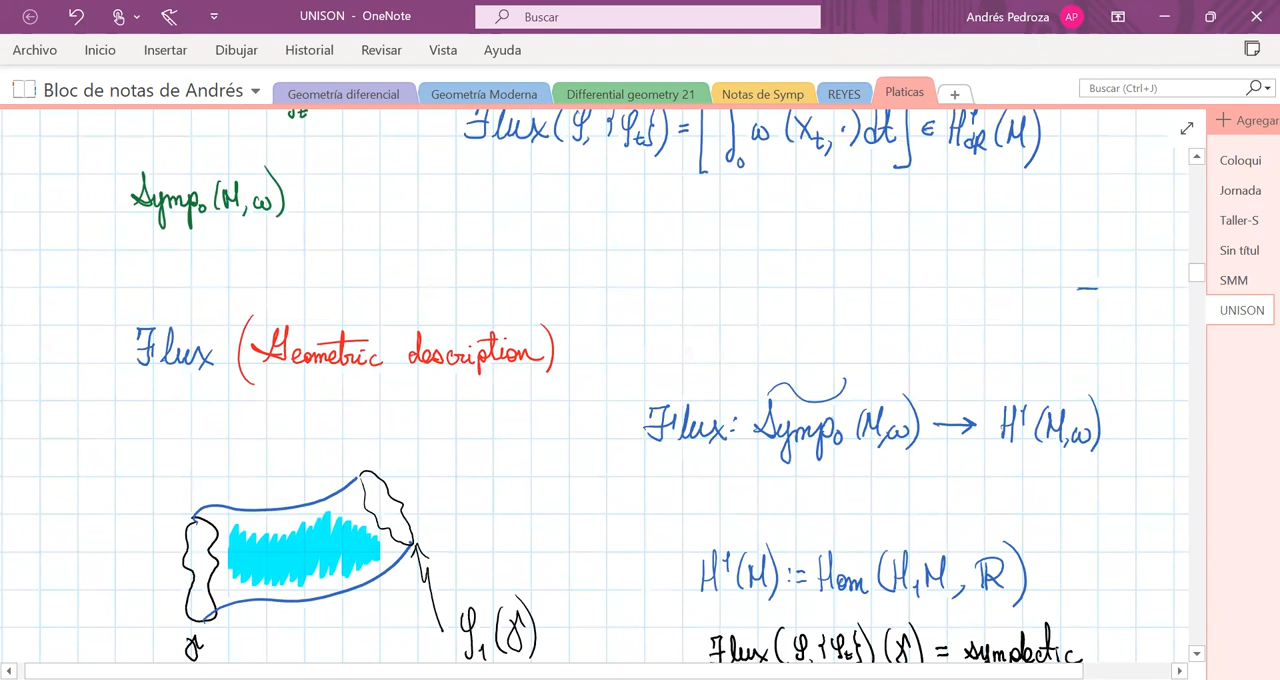 UNISON - OneNote
Buscar
Andrés Pedroza AP
Archivo Inicio Insertar Dibujar Historial Revisar Vista Ayuda
Bloc de notas de Andrés
Geometría diferencial Geometría Moderna Differential geometry 21 Notas de Symp REYES Platicas +
Buscar (Ctrl+J)
Agregar
Coloqui
Jornada
Taller-S
Sin títul
SMM
UNISON
Flux(φ, {φt}) = [∫₀ ω(Xt, ·)dt] ∈ H¹dR(M)
Symp₀(M, ω)
Flux (Geometric description)
Flux: S͠ymp₀(M,ω) → H¹(M,ω)
H¹(M) := Hom(H₁M, ℝ)
γ
φ₁(γ)
Flux(φ, {φt})(γ) = symplectic